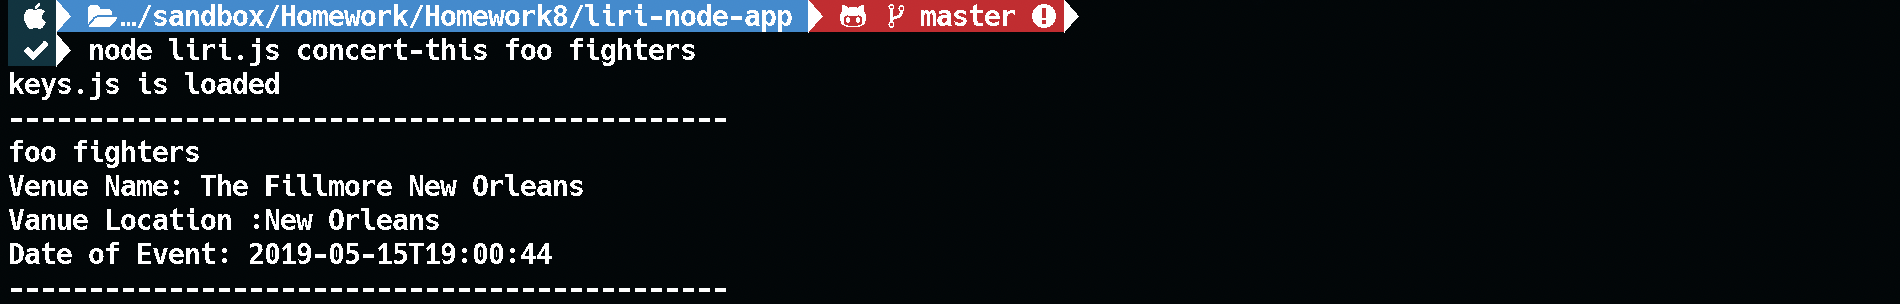 …/sandbox/Homework/Homework8/liri-node-app master
node liri.js concert-this foo fighters
keys.js is loaded
---------------------------------------------
foo fighters
Venue Name: The Fillmore New Orleans
Vanue Location :New Orleans
Date of Event: 2019-05-15T19:00:44
---------------------------------------------